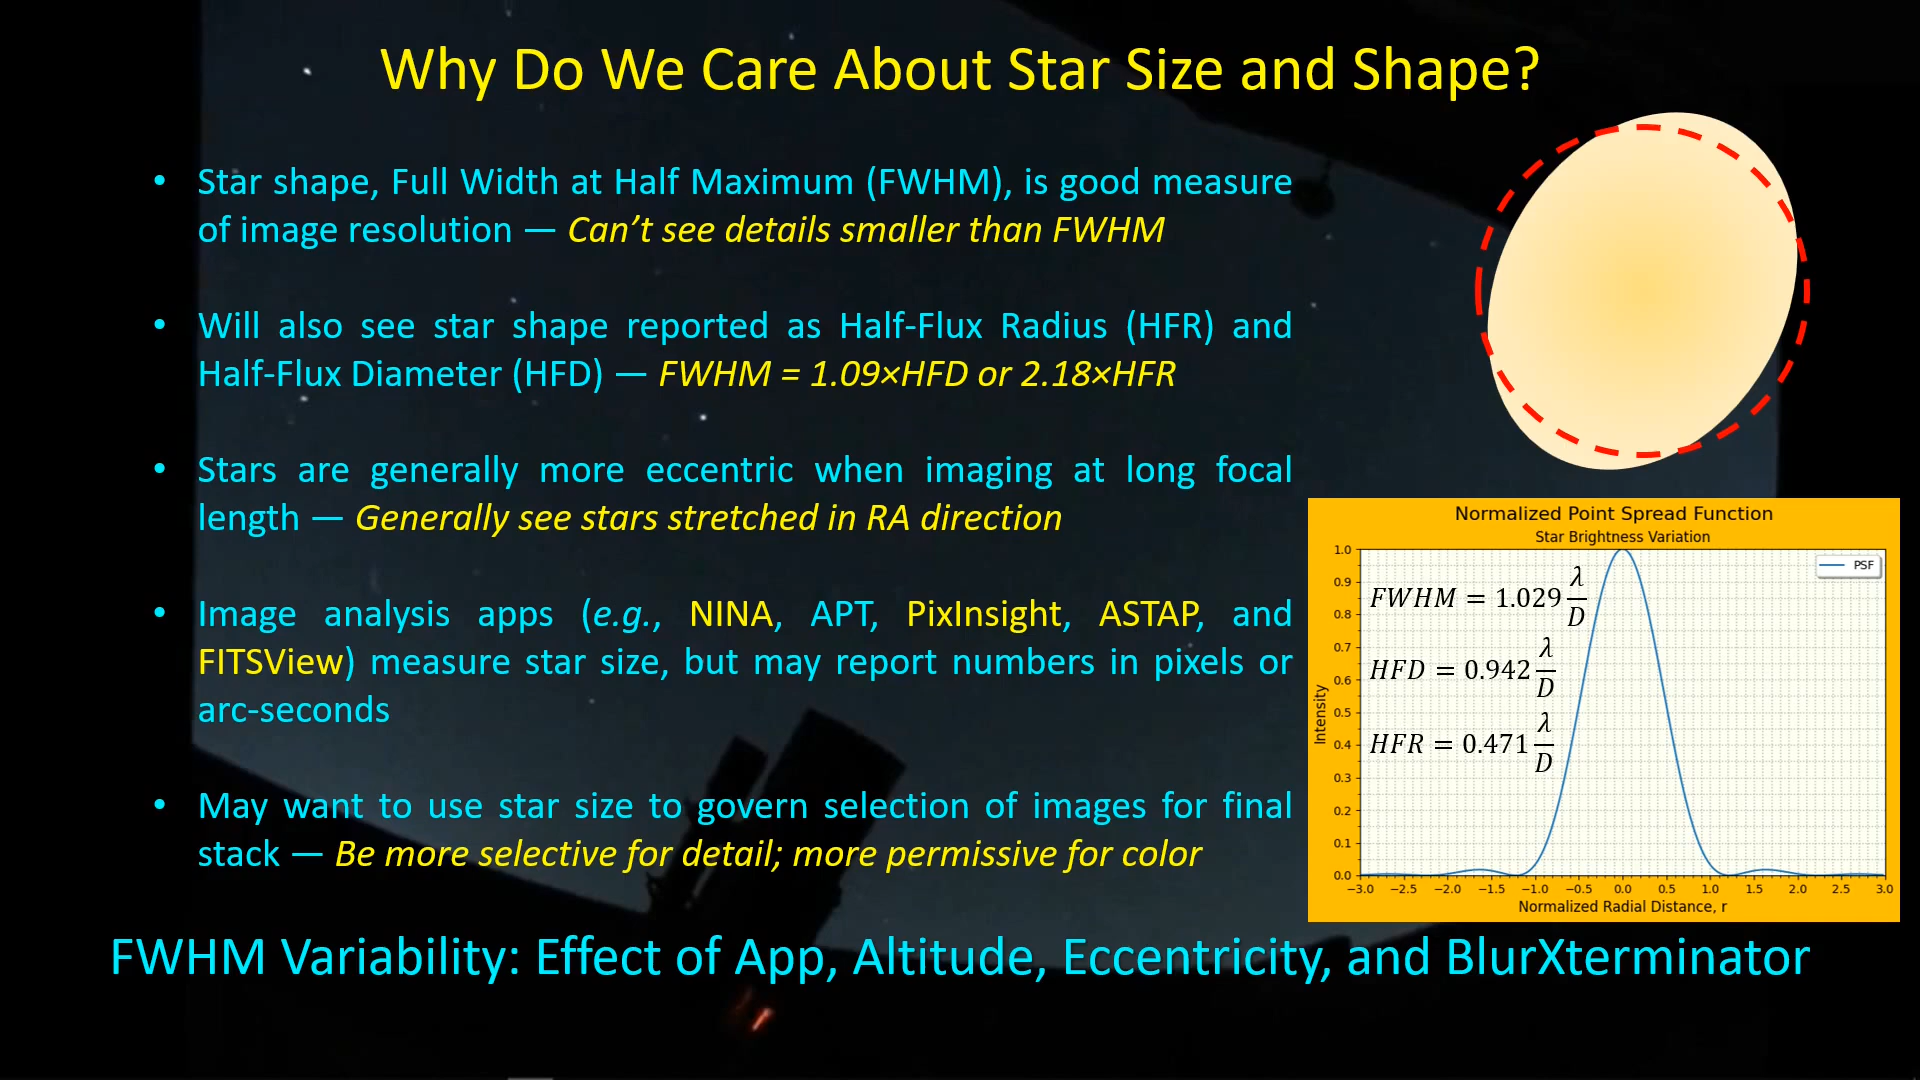 Why Do We Care About Star Size and Shape?
• Star shape, Full Width at Half Maximum (FWHM), is good measure
of image resolution — Can’t see details smaller than FWHM
• Will also see star shape reported as Half-Flux Radius (HFR) and
Half-Flux Diameter (HFD) — FWHM = 1.09×HFD or 2.18×HFR
• Stars are generally more eccentric when imaging at long focal
length — Generally see stars stretched in RA direction
• Image analysis apps (e.g., NINA, APT, PixInsight, ASTAP, and
FITSView) measure star size, but may report numbers in pixels or
arc-seconds
• May want to use star size to govern selection of images for final
stack — Be more selective for detail; more permissive for color
Normalized Point Spread Function
Star Brightness Variation
PSF
FWHM = 1.029 λ/D
HFD = 0.942 λ/D
HFR = 0.471 λ/D
Intensity
1.0
0.9
0.8
0.7
0.6
0.5
0.4
0.3
0.2
0.1
0.0
−3.0 −2.5 −2.0 −1.5 −1.0 −0.5 0.0 0.5 1.0 1.5 2.0 2.5 3.0
Normalized Radial Distance, r
FWHM Variability: Effect of App, Altitude, Eccentricity, and BlurXterminator